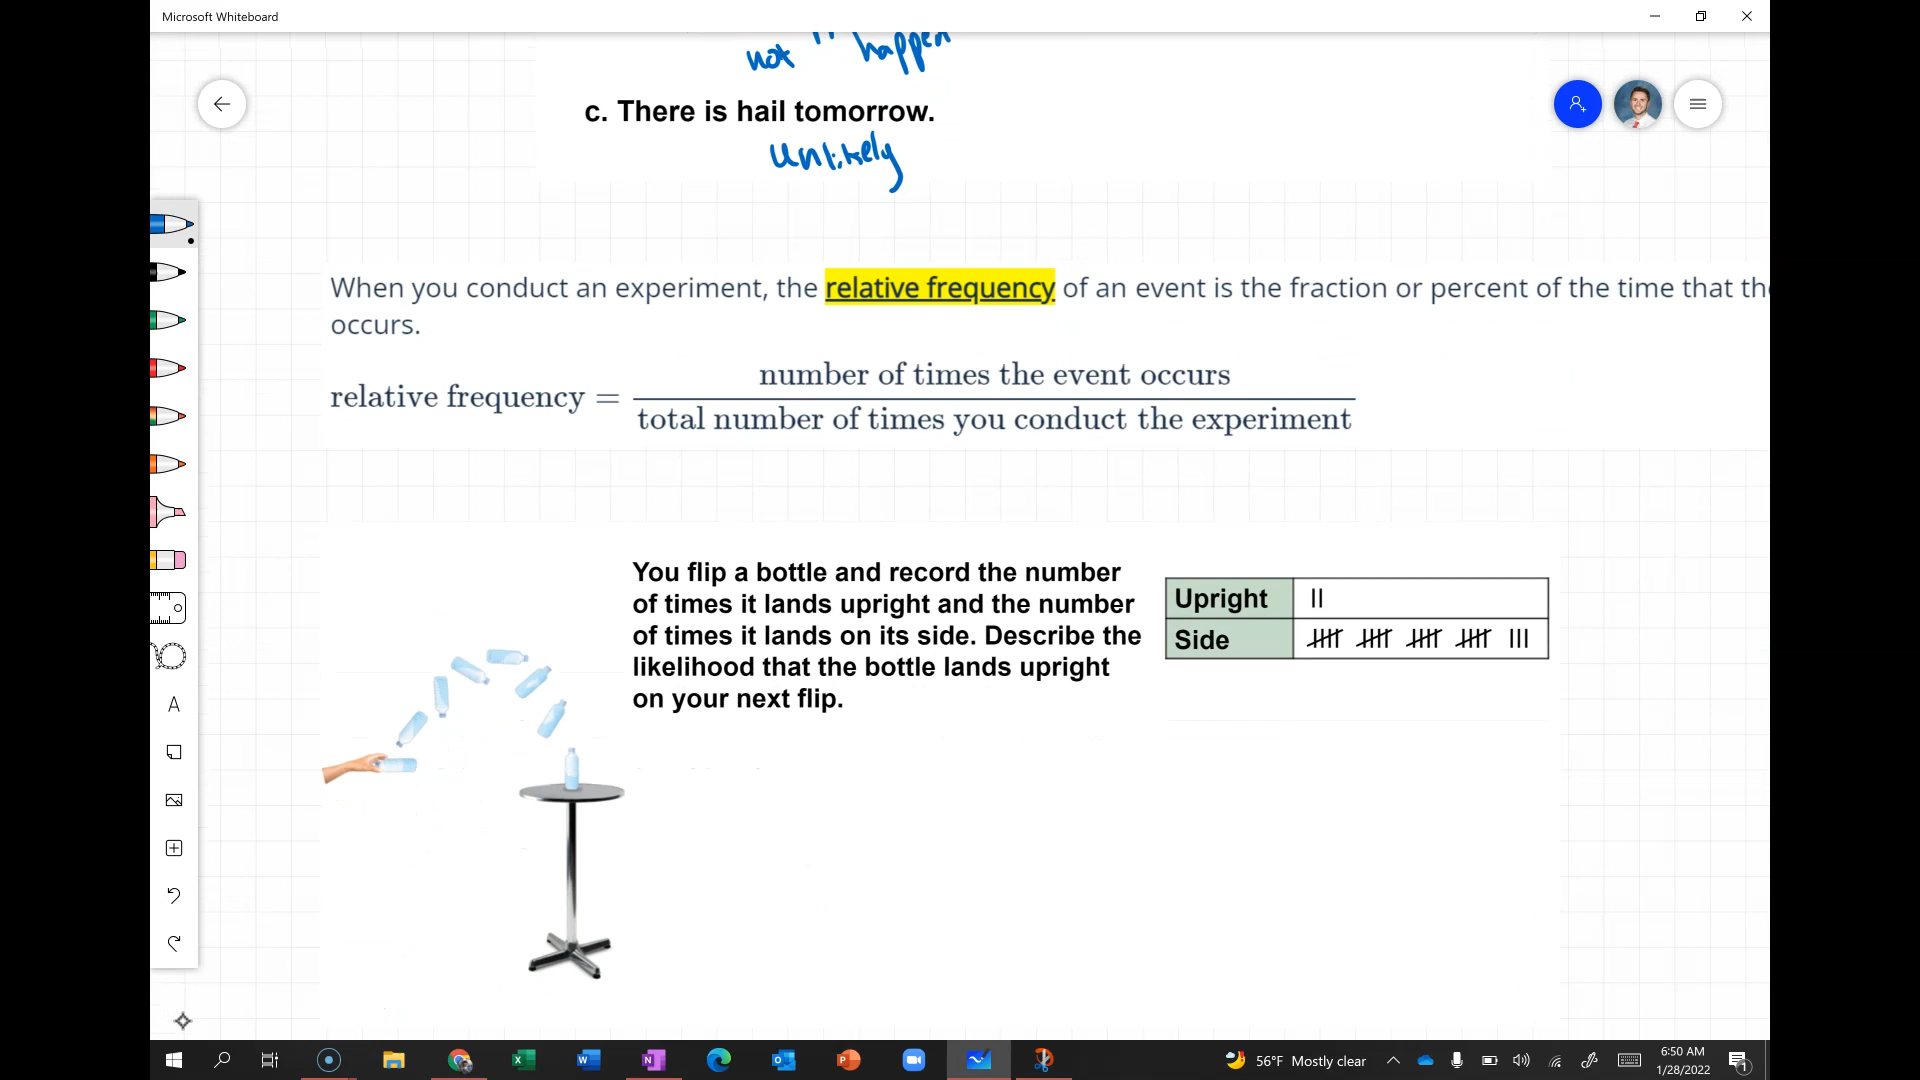 Microsoft Whiteboard
not happen
c. There is hail tomorrow.
Unlikely
When you conduct an experiment, the relative frequency of an event is the fraction or percent of the time that
occurs.
relative frequency = number of times the event occurs
total number of times you conduct the experiment
You flip a bottle and record the number
of times it lands upright and the number
of times it lands on its side. Describe the
likelihood that the bottle lands upright
on your next flip.
Upright
Side
56°F Mostly clear
6:50 AM
1/28/2022
1